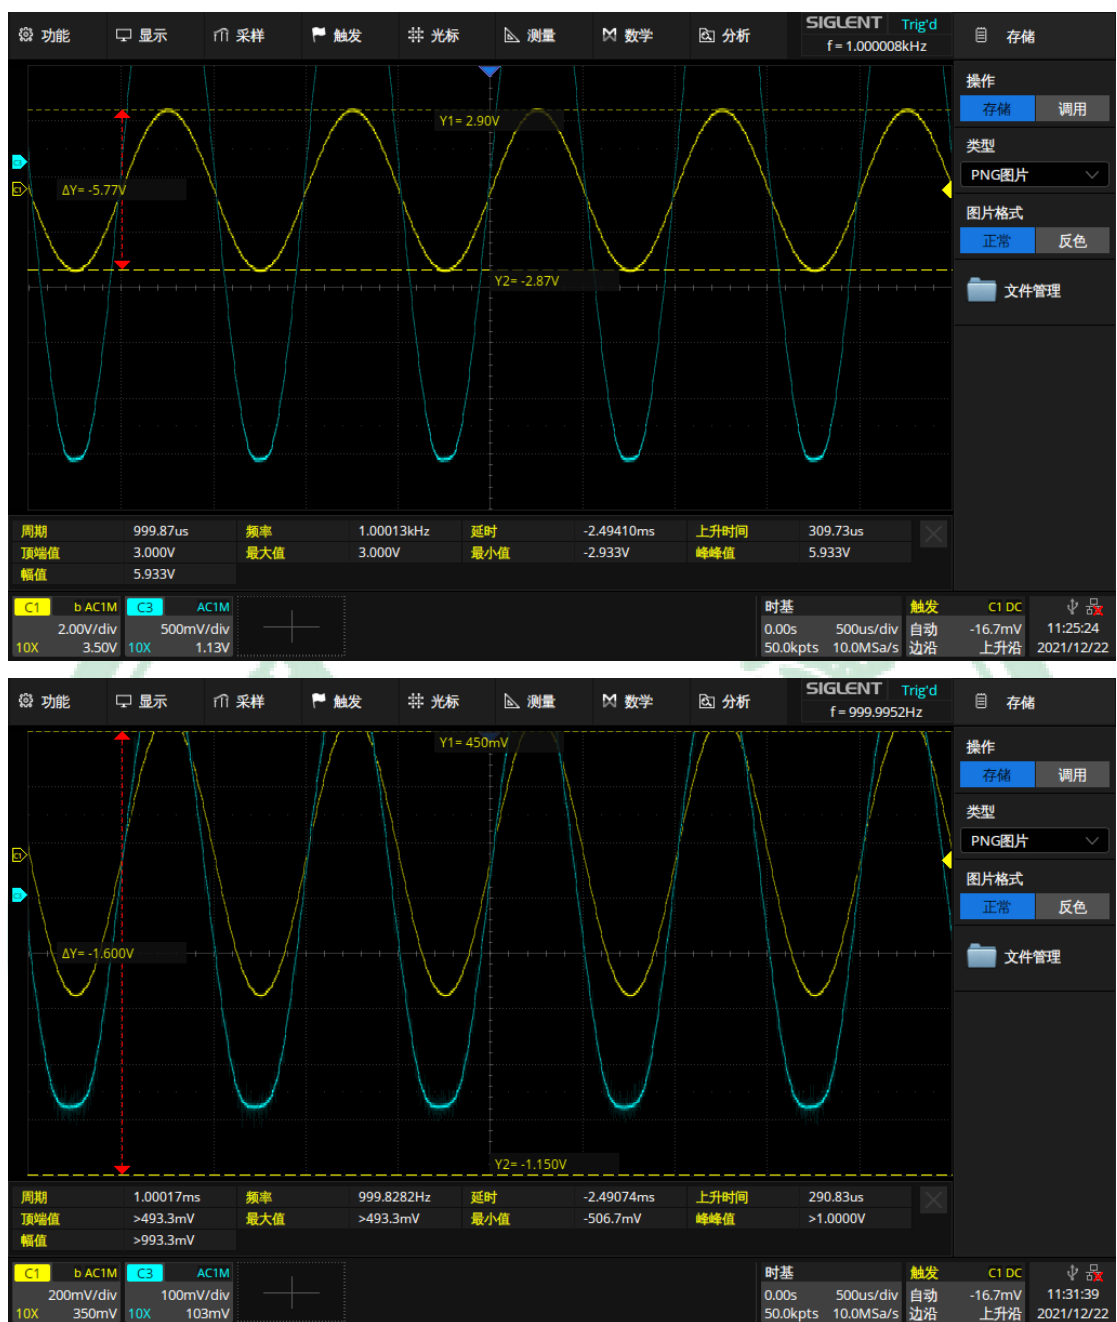 功能 显示 采样 触发 光标 测量 数学 分析 SIGLENT Trig'd
f = 1.000008kHz
存储
操作
存储 调用
类型
PNG图片
图片格式
正常 反色
文件管理
Y1= 2.90V
ΔY= -5.77V
Y2= -2.87V
周期 999.87us 频率 1.00013kHz 延时 -2.49410ms 上升时间 309.73us
顶端值 3.000V 最大值 3.000V 最小值 -2.933V 峰峰值 5.933V
幅值 5.933V
C1 b AC1M C3 AC1M 时基 触发 C1 DC
2.00V/div 500mV/div 0.00s 500us/div 自动 -16.7mV 11:25:24
10X 3.50V 10X 1.13V 50.0kpts 10.0MSa/s 边沿 上升沿 2021/12/22
功能 显示 采样 触发 光标 测量 数学 分析 SIGLENT Trig'd
f = 999.9952Hz
存储
操作
存储 调用
类型
PNG图片
图片格式
正常 反色
文件管理
Y1= 450mV
ΔY= -1.600V
Y2= -1.150V
周期 1.00017ms 频率 999.8282Hz 延时 -2.49074ms 上升时间 290.83us
顶端值 >493.3mV 最大值 >493.3mV 最小值 -506.7mV 峰峰值 >1.0000V
幅值 >993.3mV
C1 b AC1M C3 AC1M 时基 触发 C1 DC
200mV/div 100mV/div 0.00s 500us/div 自动 -16.7mV 11:31:39
10X 350mV 10X 103mV 50.0kpts 10.0MSa/s 边沿 上升沿 2021/12/22